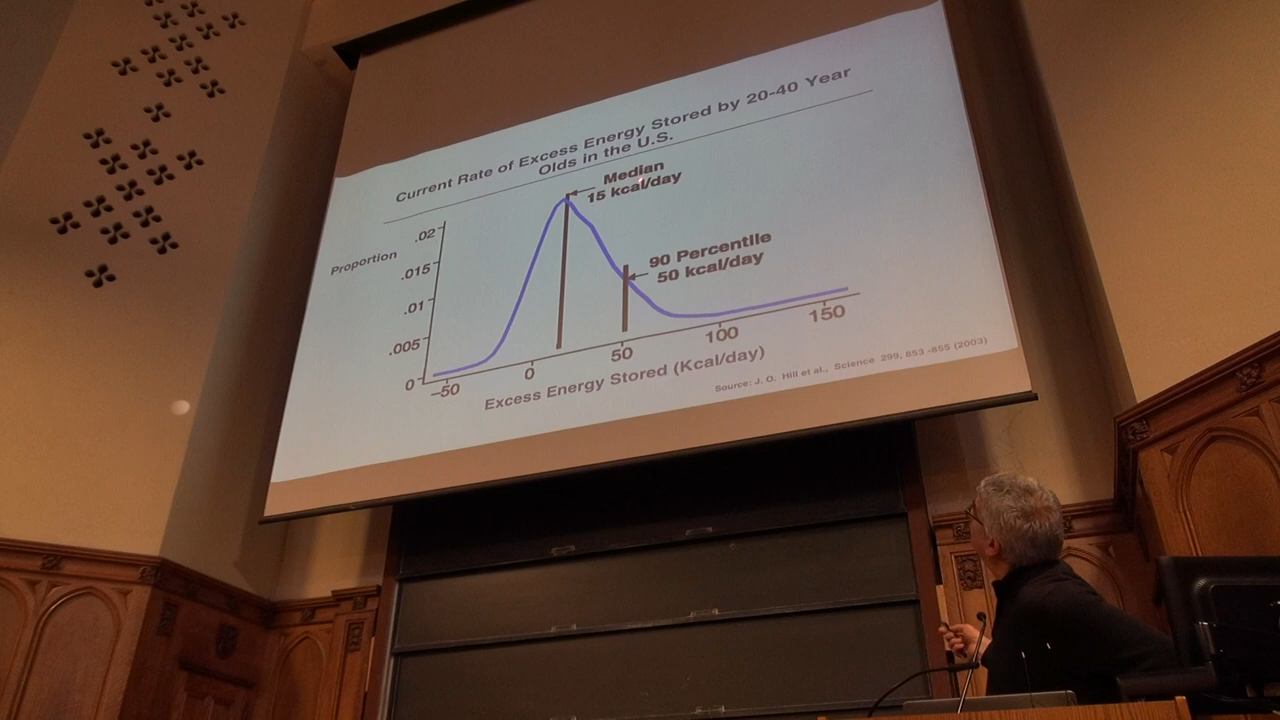 Current Rate of Excess Energy Stored by 20-40 Year
Olds in the U.S.
Median
15 kcal/day
Proportion
.02
.015
.01
.005
0
90 Percentile
50 kcal/day
–50
0
50
100
150
Excess Energy Stored (Kcal/day)
Source: J. O. Hill et al., Science 299, 853 -855 (2003)